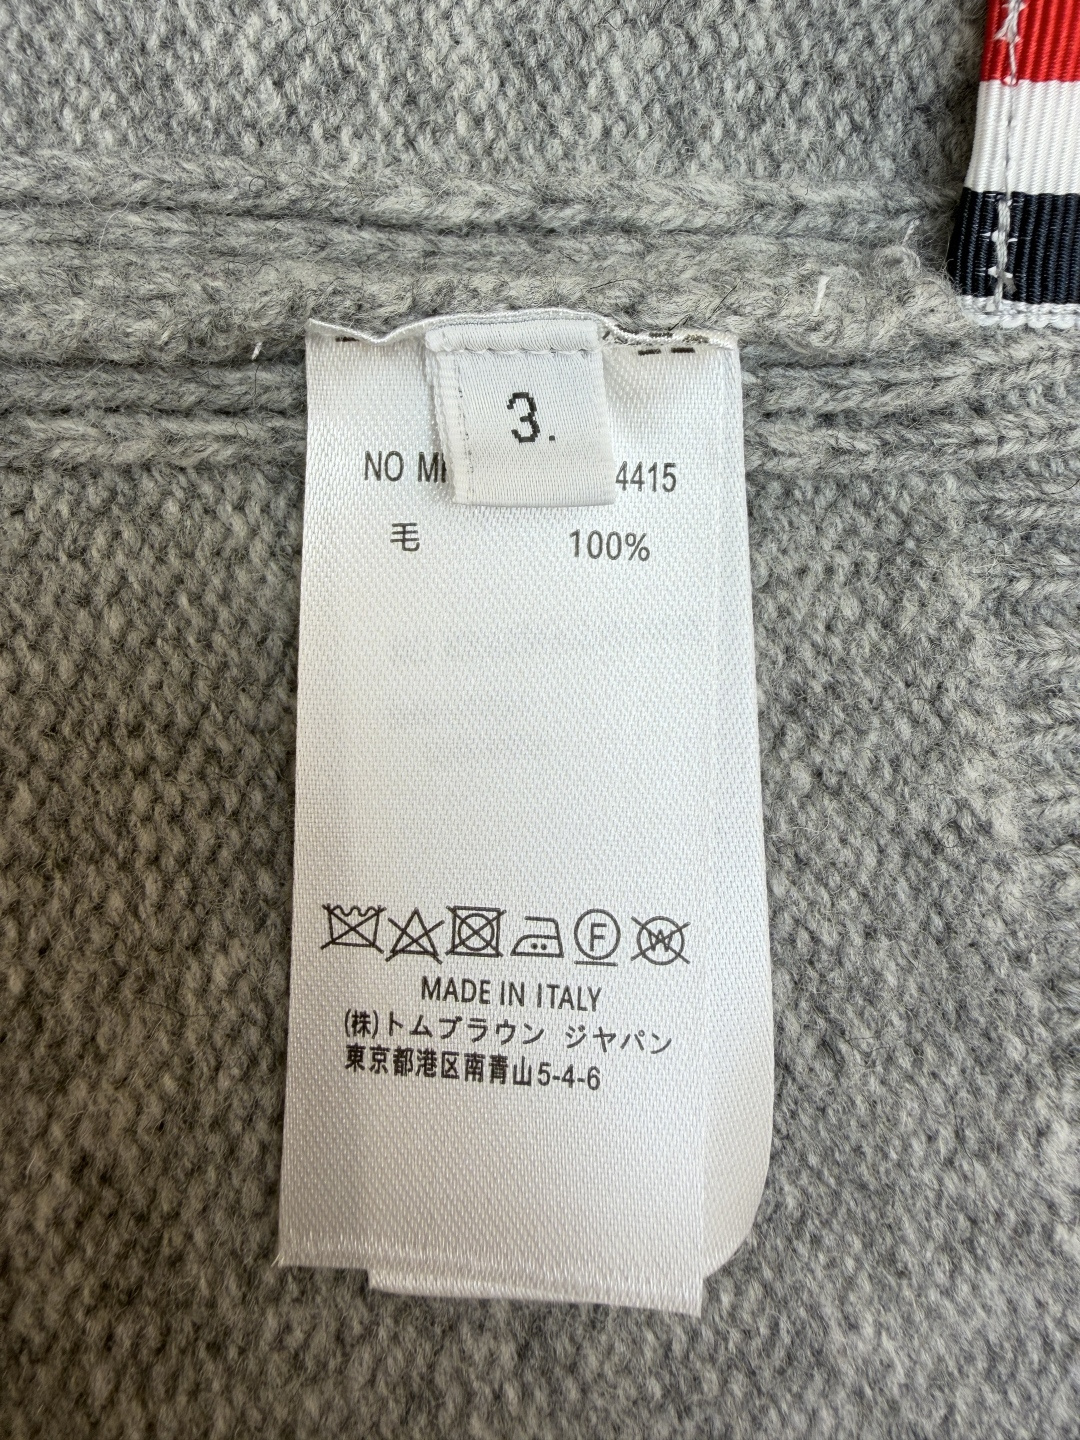 3.
NO 4415
毛 100%
F W
MADE IN ITALY
(株)トムブラウン ジャパン
東京都港区南青山5-4-6